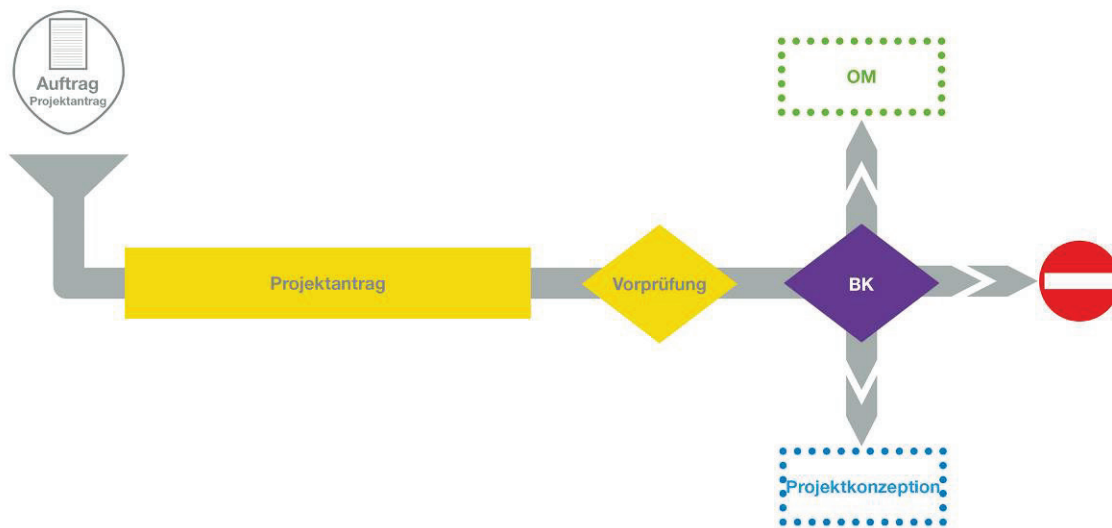 Auftrag
Projektantrag
OM
Projektantrag
Vorprüfung
BK
Projektkonzeption